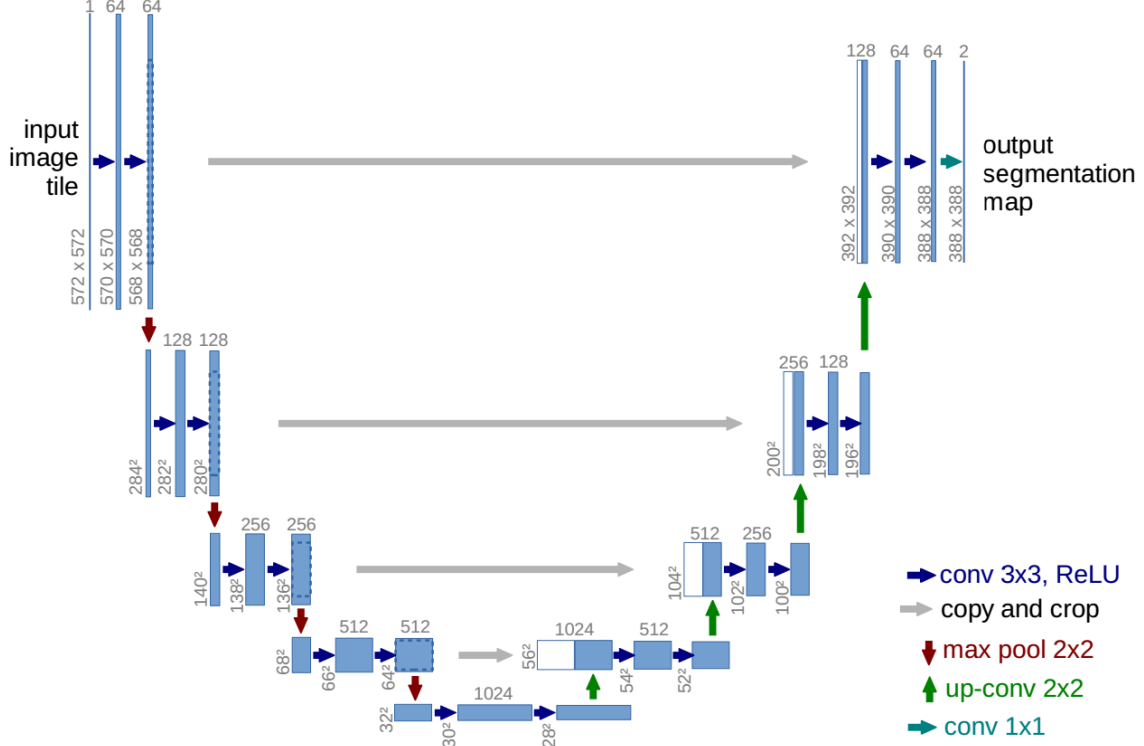 1 64 64
128 64 64 2
input
image
tile
output
segmentation
map
572 x 572
570 x 570
568 x 568
392 x 392
390 x 390
388 x 388
388 x 388
128 128
256 128
284²
282²
280²
200²
198²
196²
256 256
512 256
140²
138²
136²
104²
102²
100²
512 512
1024 512
68²
66²
64²
56²
54²
52²
1024
32²
30²
28²
conv 3x3, ReLU
copy and crop
max pool 2x2
up-conv 2x2
conv 1x1